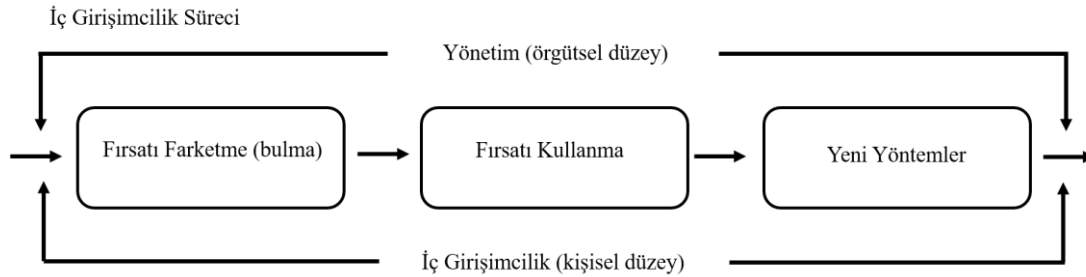 İç Girişimcilik Süreci
Yönetim (örgütsel düzey)
Fırsatı Farketme (bulma)
Fırsatı Kullanma
Yeni Yöntemler
İç Girişimcilik (kişisel düzey)